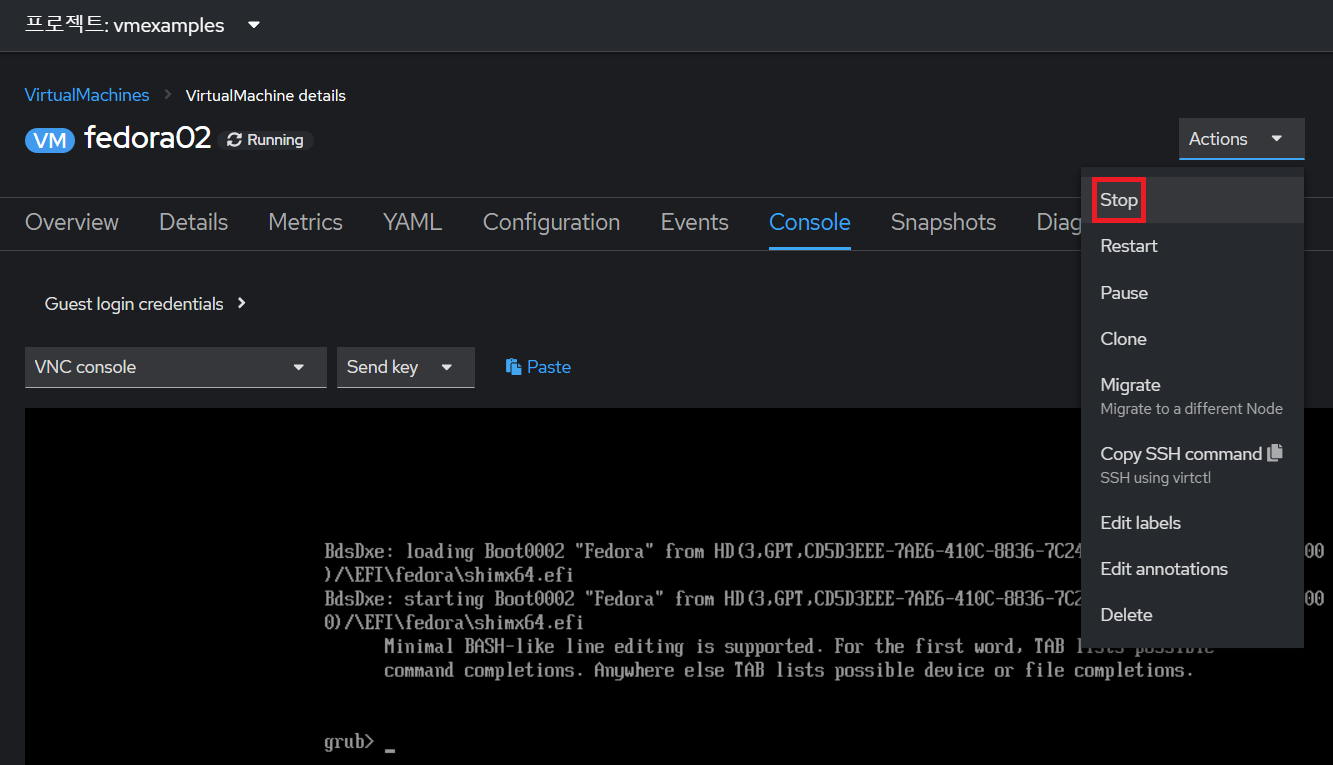 프로젝트: vmexamples
VirtualMachines > VirtualMachine details
VM fedora02 Running
Actions
Stop
Restart
Pause
Clone
Migrate
Migrate to a different Node
Copy SSH command
SSH using virtctl
Edit labels
Edit annotations
Delete
Overview Details Metrics YAML Configuration Events Console Snapshots Diag
Guest login credentials
VNC console Send key Paste
BdsDxe: loading Boot0002 "Fedora" from HD(3,GPT,CD5D3EEE-7AE6-410C-8836-7C24 00
)/\EFI\fedora\shimx64.efi
BdsDxe: starting Boot0002 "Fedora" from HD(3,GPT,CD5D3EEE-7AE6-410C-8836-7C2 00
0)/\EFI\fedora\shimx64.efi
Minimal BASH-like line editing is supported. For the first word, TAB lists possible
command completions. Anywhere else TAB lists possible device or file completions.
grub> _